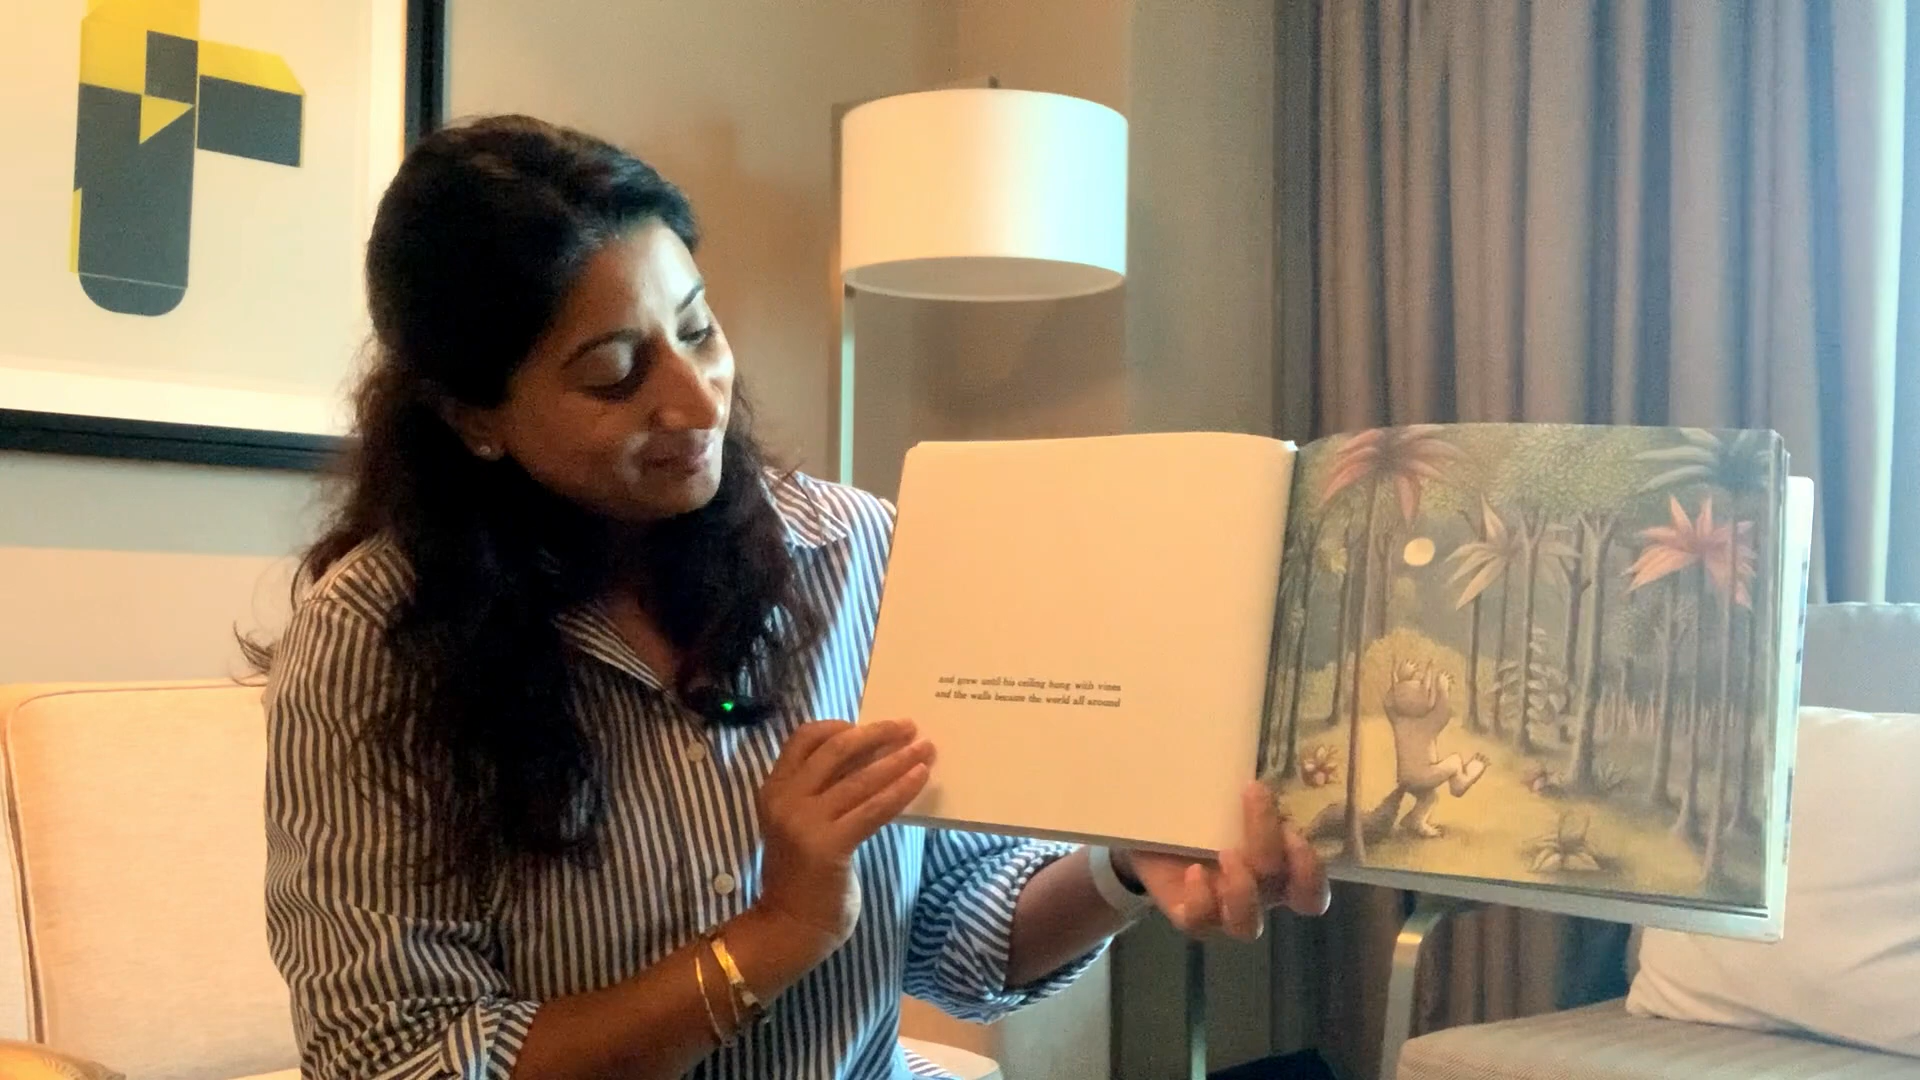 and grew until his ceiling hung with vines
and the walls became the world all around